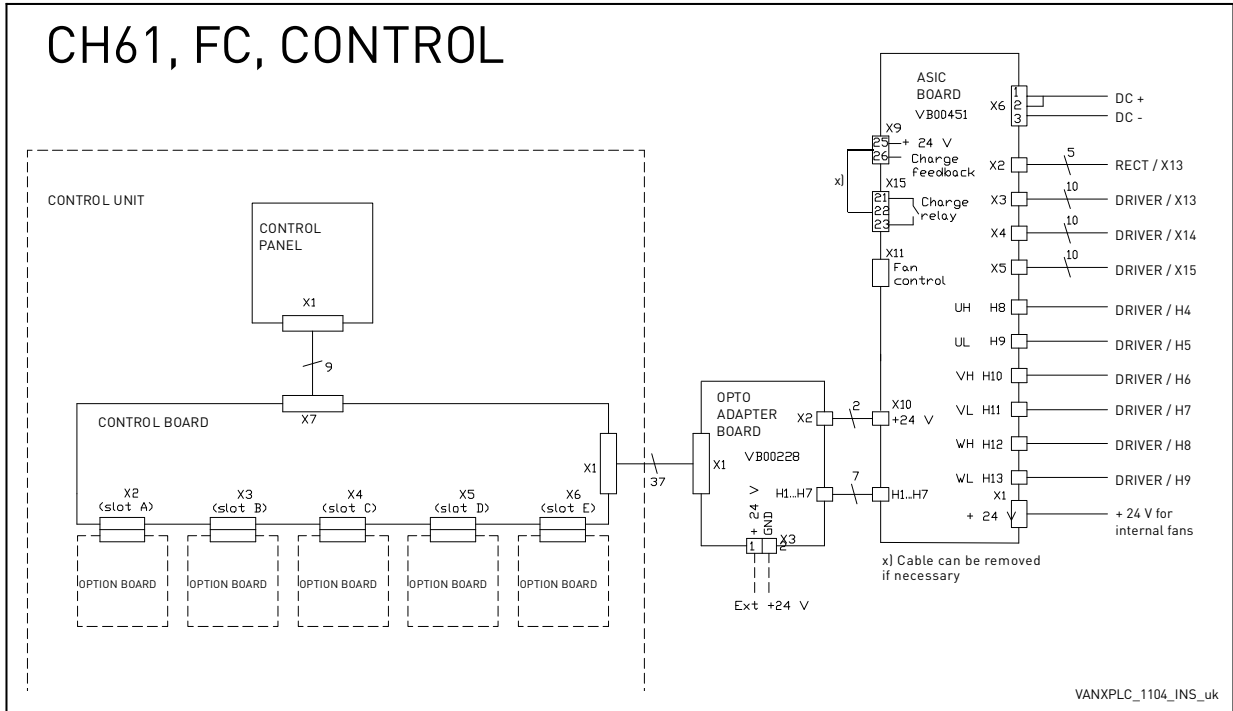 CH61, FC, CONTROL
CONTROL UNIT
CONTROL
PANEL
X1
9
X7
CONTROL BOARD
X1
37
X2
(slot A)
X3
(slot B)
X4
(slot C)
X5
(slot D)
X6
(slot E)
OPTION BOARD
OPTION BOARD
OPTION BOARD
OPTION BOARD
OPTION BOARD
OPTO
ADAPTER
BOARD
VB00228
X1
X2
2
H1...H7
7
+ 24 V
GND
1
2
X3
Ext +24 V
ASIC
BOARD
VB00451
X9
25
+ 24 V
26
Charge
feedback
x)
X15
21
22
23
Charge
relay
X11
Fan
control
X10
+24 V
H1...H7
X6
1
2
3
DC +
DC -
X2
5
RECT / X13
X3
10
DRIVER / X13
X4
10
DRIVER / X14
X5
10
DRIVER / X15
UH H8
DRIVER / H4
UL H9
DRIVER / H5
VH H10
DRIVER / H6
VL H11
DRIVER / H7
WH H12
DRIVER / H8
WL H13
DRIVER / H9
X1
+ 24 V
+ 24 V for
internal fans
x) Cable can be removed
if necessary
VANXPLC_1104_INS_uk